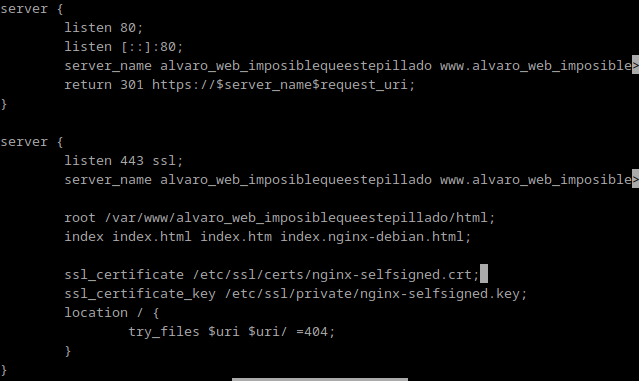 server {
        listen 80;
        listen [::]:80;
        server_name alvaro_web_imposiblequeestepillado www.alvaro_web_imposible>
        return 301 https://$server_name$request_uri;
}

server {
        listen 443 ssl;
        server_name alvaro_web_imposiblequeestepillado www.alvaro_web_imposible>

        root /var/www/alvaro_web_imposiblequeestepillado/html;
        index index.html index.htm index.nginx-debian.html;

        ssl_certificate /etc/ssl/certs/nginx-selfsigned.crt;
        ssl_certificate_key /etc/ssl/private/nginx-selfsigned.key;
        location / {
                try_files $uri $uri/ =404;
        }
}